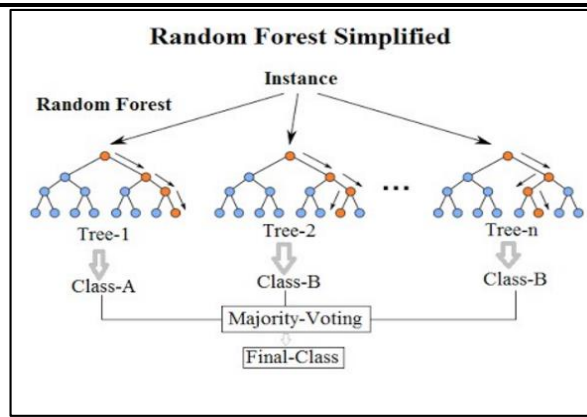 Random Forest Simplified
Instance
Random Forest
...
Tree-1 Tree-2 Tree-n
Class-A Class-B Class-B
Majority-Voting
Final-Class